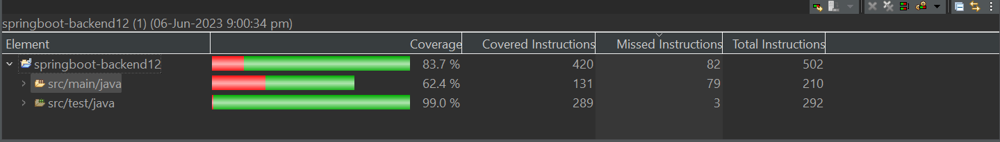 springboot-backend12 (1) (06-Jun-2023 9:00:34 pm)
Element Coverage Covered Instructions Missed Instructions Total Instructions
springboot-backend12 83.7 % 420 82 502
src/main/java 62.4 % 131 79 210
src/test/java 99.0 % 289 3 292